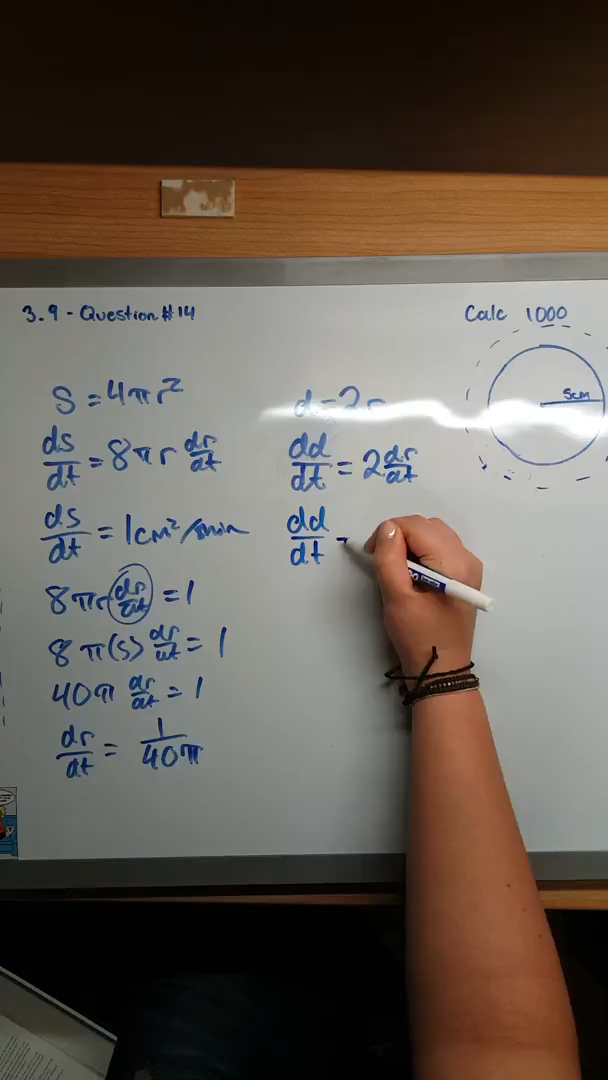 3.9 - Question #14
Calc 1000
5cm
S = 4πr²
ds/dt = 8πr dr/dt
ds/dt = 1cm²/min
8πr dr/dt = 1
8π(5) dr/dt = 1
40π dr/dt = 1
dr/dt = 1/40π
d = 2r
dd/dt = 2 dr/dt
dd/dt =